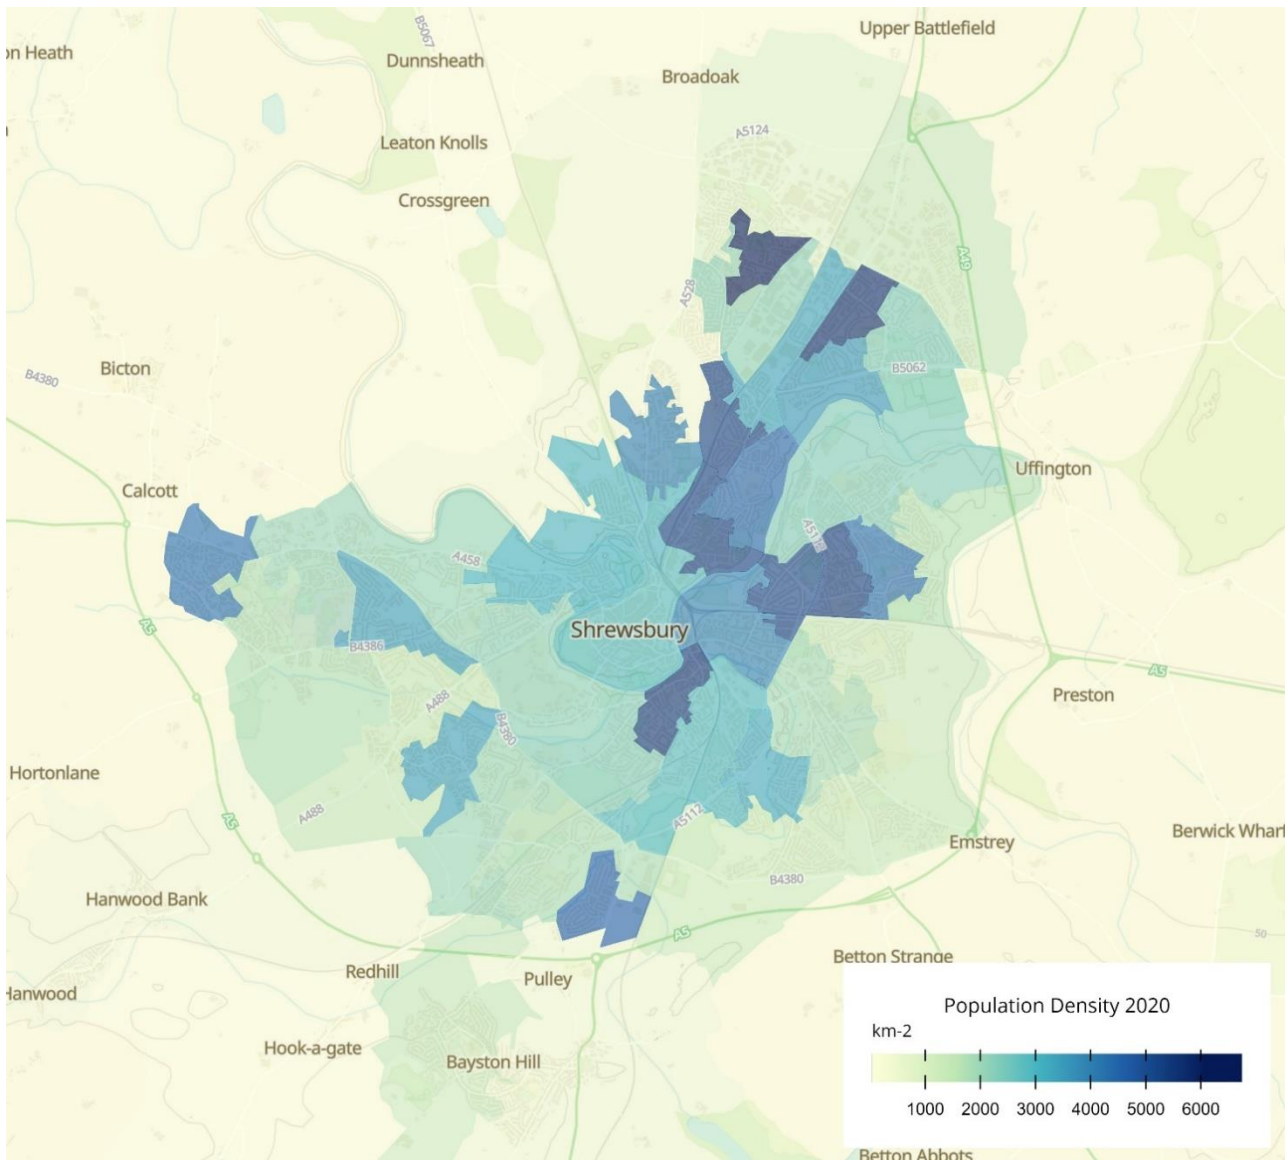 Upper Battlefield
on Heath
B5067
Dunnsheath
Broadoak
A5124
Leaton Knolls
Crossgreen
A49
A528
Bicton
B4380
B5062
Uffington
Calcott
A458
Shrewsbury
A5
B4386
A5
Preston
A488
B4380
Hortonlane
A488
A5
A5112
Emstrey
Berwick Wharf
B4380
Hanwood Bank
A5
50
Betton Strange
Redhill
Pulley
Hanwood
Hook-a-gate
Bayston Hill
Population Density 2020
km-2
1000 2000 3000 4000 5000 6000
Betton Abbots